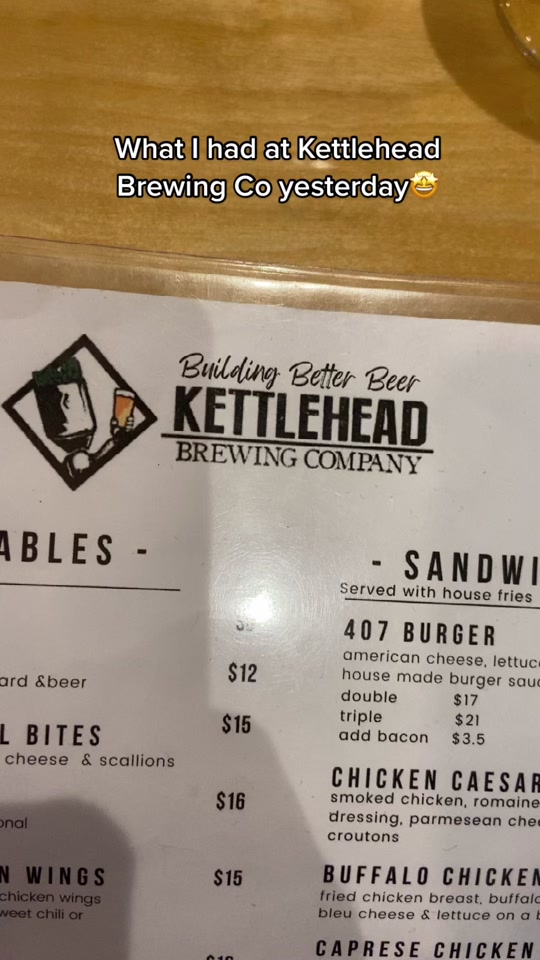 What I had at Kettlehead
Brewing Co yesterday🤩
Building Better Beer
KETTLEHEAD
BREWING COMPANY
ABLES -
$12
ard &beer
$15
L BITES
cheese & scallions
$16
onal
N WINGS
$15
chicken wings
weet chili or
- SANDWI
Served with house fries
407 BURGER
american cheese, lettuc
house made burger sauc
double $17
triple $21
add bacon $3.5
CHICKEN CAESAR
smoked chicken, romaine
dressing, parmesean chee
croutons
BUFFALO CHICKEN
fried chicken breast, buffalo
bleu cheese & lettuce on a b
CAPRESE CHICKEN